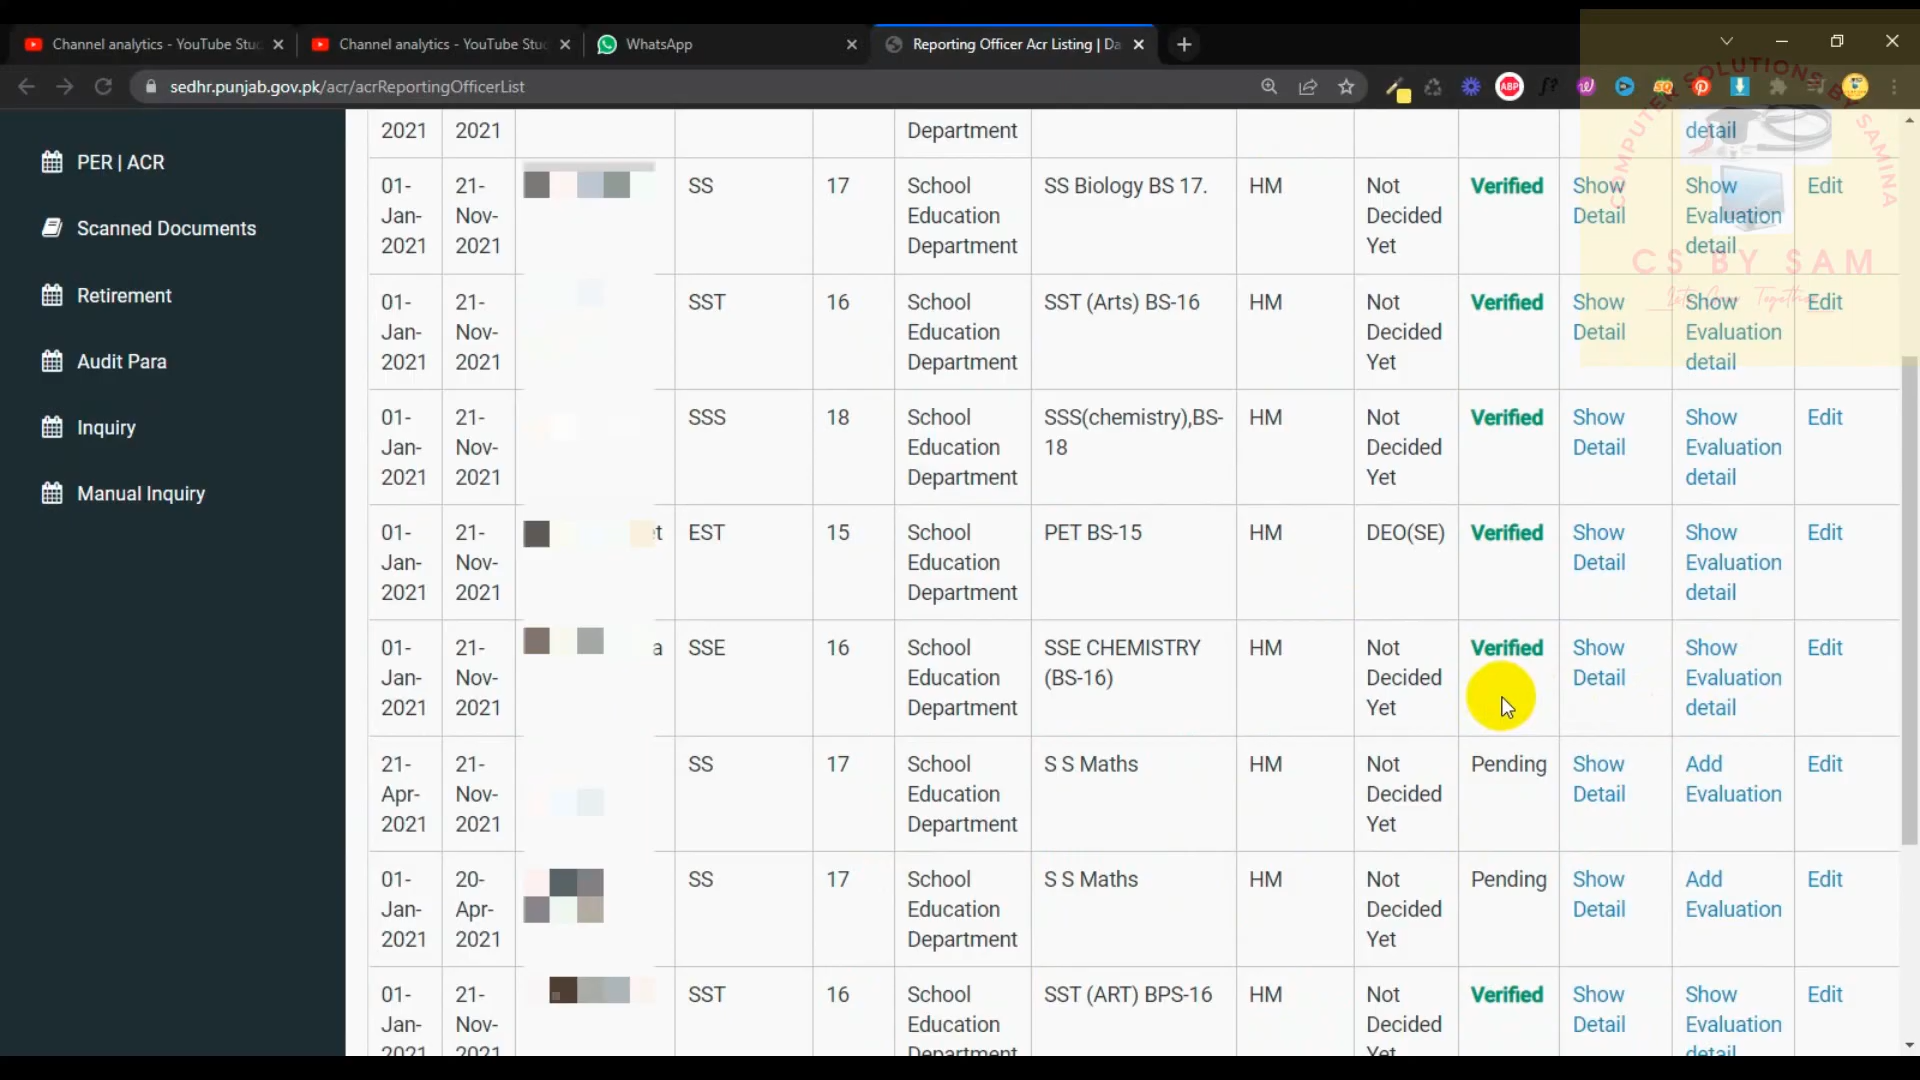 Channel analytics - YouTube Stu
Channel analytics - YouTube Stu
WhatsApp
Reporting Officer Acr Listing | Da
sedhr.punjab.gov.pk/acr/acrReportingOfficerList
ABP
COMPUTER SOLUTIONS BY SAMINA
CS BY SAM
PER | ACR
Scanned Documents
Retirement
Audit Para
Inquiry
Manual Inquiry
2021 2021 Department detail
01- 21- SS 17 School SS Biology BS 17. HM Not Verified Show Show Edit
Jan- Nov- Education Decided Detail Evaluation
2021 2021 Department Yet detail
01- 21- SST 16 School SST (Arts) BS-16 HM Not Verified Show Show Edit
Jan- Nov- Education Decided Detail Evaluation
2021 2021 Department Yet detail
01- 21- SSS 18 School SSS(chemistry),BS- HM Not Verified Show Show Edit
Jan- Nov- Education 18 Decided Detail Evaluation
2021 2021 Department Yet detail
01- 21- EST 15 School PET BS-15 HM DEO(SE) Verified Show Show Edit
Jan- Nov- Education Detail Evaluation
2021 2021 Department detail
01- 21- a SSE 16 School SSE CHEMISTRY HM Not Verified Show Show Edit
Jan- Nov- Education (BS-16) Decided Detail Evaluation
2021 2021 Department Yet detail
21- 21- SS 17 School S S Maths HM Not Pending Show Add Edit
Apr- Nov- Education Decided Detail Evaluation
2021 2021 Department Yet
01- 20- SS 17 School S S Maths HM Not Pending Show Add Edit
Jan- Apr- Education Decided Detail Evaluation
2021 2021 Department Yet
01- 21- SST 16 School SST (ART) BPS-16 HM Not Verified Show Show Edit
Jan- Nov- Education Decided Detail Evaluation
2021 2021 Department Yet detail